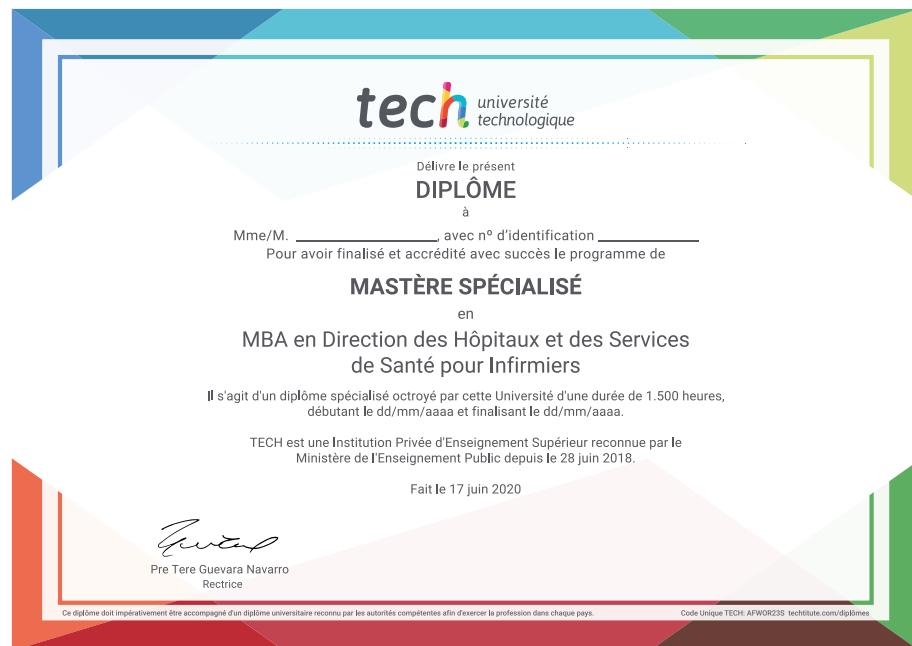 tech université
technologique
Délivre le présent
DIPLÔME
à
Mme/M. , avec nº d'identification
Pour avoir finalisé et accrédité avec succès le programme de
MASTÈRE SPÉCIALISÉ
en
MBA en Direction des Hôpitaux et des Services
de Santé pour Infirmiers
Il s'agit d'un diplôme spécialisé octroyé par cette Université d'une durée de 1.500 heures,
débutant le dd/mm/aaaa et finalisant le dd/mm/aaaa.
TECH est une Institution Privée d'Enseignement Supérieur reconnue par le
Ministère de l'Enseignement Public depuis le 28 juin 2018.
Fait le 17 juin 2020
Pre Tere Guevara Navarro
Rectrice
Ce diplôme doit impérativement être accompagné d'un diplôme universitaire reconnu par les autorités compétentes afin d'exercer la profession dans chaque pays.
Code Unique TECH: AFWOR23S techtitute.com/diplômes